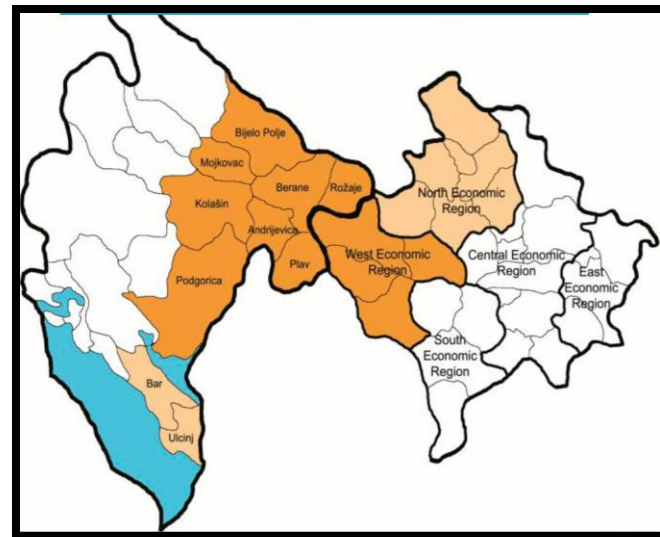 Bijelo Polje
Mojkovac
Berane
Rožaje
Kolašin
Andrijevica
Plav
Podgorica
Bar
Ulcinj
North Economic
Region
West Economic
Region
Central Economic
Region
East
Economic
Region
South
Economic
Region